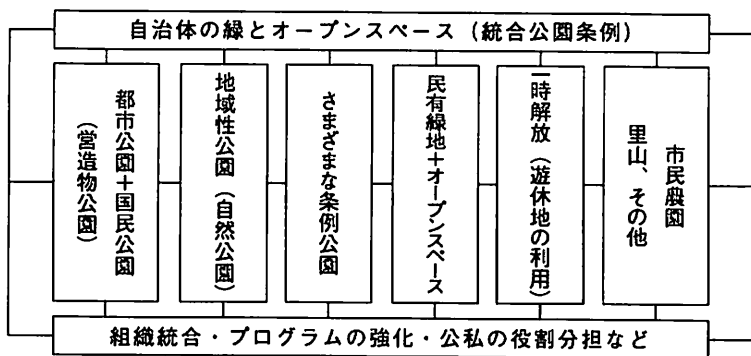 自治体の緑とオープンスペース（統合公園条例）
都市公園＋国民公園
（営造物公園）
地域性公園（自然公園）
さまざまな条例公園
民有緑地＋オープンスペース
一時解放（遊休地の利用）
市民農園
里山、その他
組織統合・プログラムの強化・公私の役割分担など